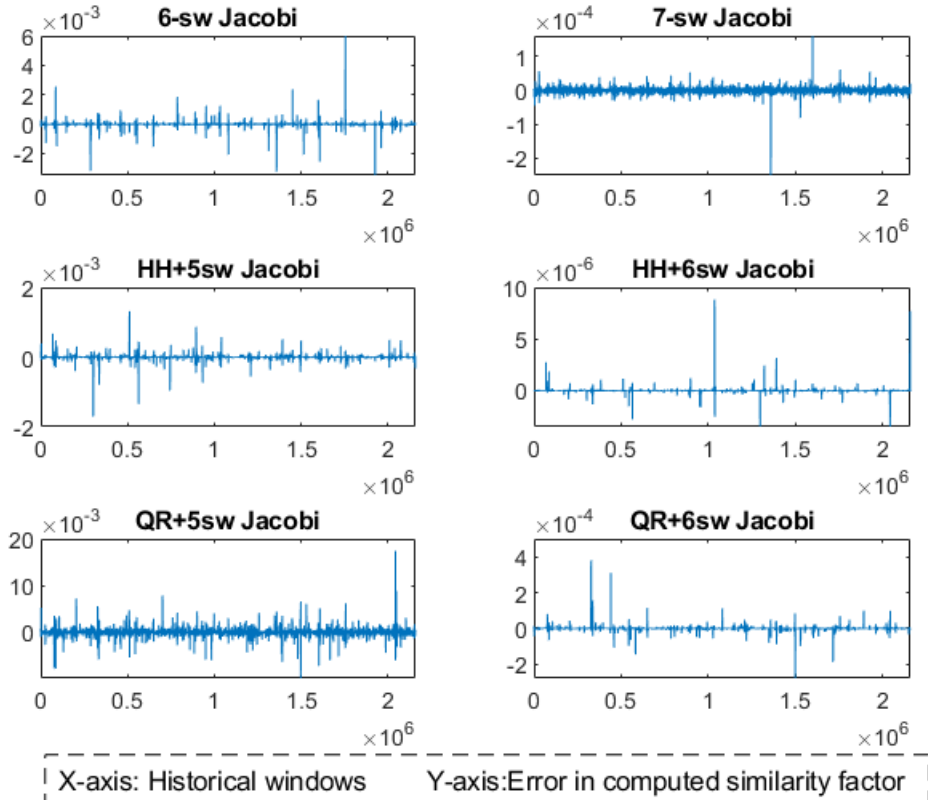 6-sw Jacobi
×10⁻³
6
4
2
0
-2
0 0.5 1 1.5 2
×10⁶
7-sw Jacobi
×10⁻⁴
1
0
-1
-2
0 0.5 1 1.5 2
×10⁶
HH+5sw Jacobi
×10⁻³
2
0
-2
0 0.5 1 1.5 2
×10⁶
HH+6sw Jacobi
×10⁻⁶
10
5
0
0 0.5 1 1.5 2
×10⁶
QR+5sw Jacobi
×10⁻³
20
10
0
0 0.5 1 1.5 2
×10⁶
QR+6sw Jacobi
×10⁻⁴
4
2
0
-2
0 0.5 1 1.5 2
×10⁶
X-axis: Historical windows Y-axis:Error in computed similarity factor